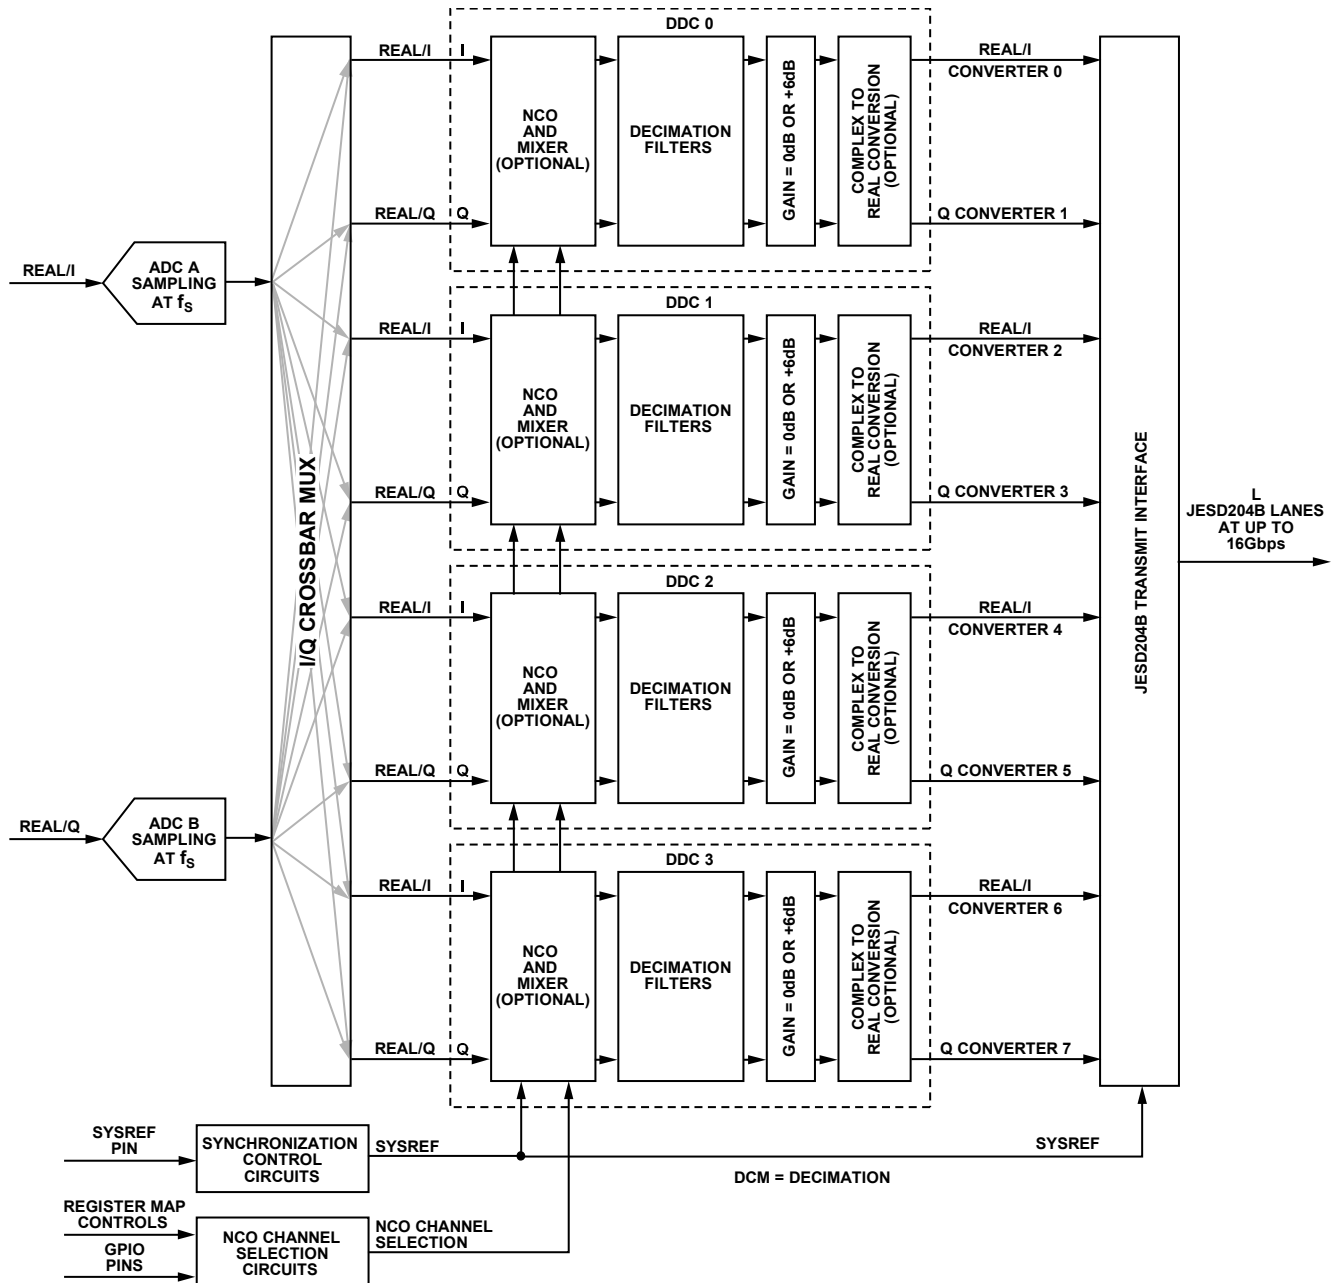 DDC 0
REAL/I
I
NCO
AND
MIXER
(OPTIONAL)
DECIMATION
FILTERS
GAIN = 0dB OR +6dB
COMPLEX TO
REAL CONVERSION
(OPTIONAL)
REAL/I
CONVERTER 0
REAL/Q
Q
Q CONVERTER 1
REAL/I
ADC A
SAMPLING
AT fS
I/Q CROSSBAR MUX
DDC 1
REAL/I
I
NCO
AND
MIXER
(OPTIONAL)
DECIMATION
FILTERS
GAIN = 0dB OR +6dB
COMPLEX TO
REAL CONVERSION
(OPTIONAL)
REAL/I
CONVERTER 2
REAL/Q
Q
Q CONVERTER 3
JESD204B TRANSMIT INTERFACE
L
JESD204B LANES
AT UP TO
16Gbps
DDC 2
REAL/I
I
NCO
AND
MIXER
(OPTIONAL)
DECIMATION
FILTERS
GAIN = 0dB OR +6dB
COMPLEX TO
REAL CONVERSION
(OPTIONAL)
REAL/I
CONVERTER 4
REAL/Q
Q
Q CONVERTER 5
REAL/Q
ADC B
SAMPLING
AT fS
DDC 3
REAL/I
I
NCO
AND
MIXER
(OPTIONAL)
DECIMATION
FILTERS
GAIN = 0dB OR +6dB
COMPLEX TO
REAL CONVERSION
(OPTIONAL)
REAL/I
CONVERTER 6
REAL/Q
Q
Q CONVERTER 7
SYSREF
PIN
SYNCHRONIZATION
CONTROL
CIRCUITS
SYSREF
SYSREF
DCM = DECIMATION
REGISTER MAP
CONTROLS
GPIO
PINS
NCO CHANNEL
SELECTION
CIRCUITS
NCO CHANNEL
SELECTION